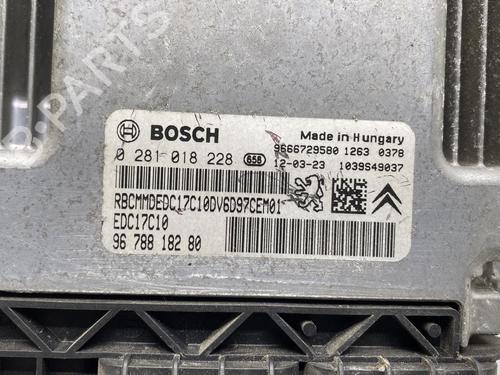 BOSCH
Made in Hungary
9666729580 1263 0378
0 281 018 228 658 12-03-23 1039S49037
RBCMMDEDC17C10DV6D97CEM01
EDC17C10
96 788 182 80